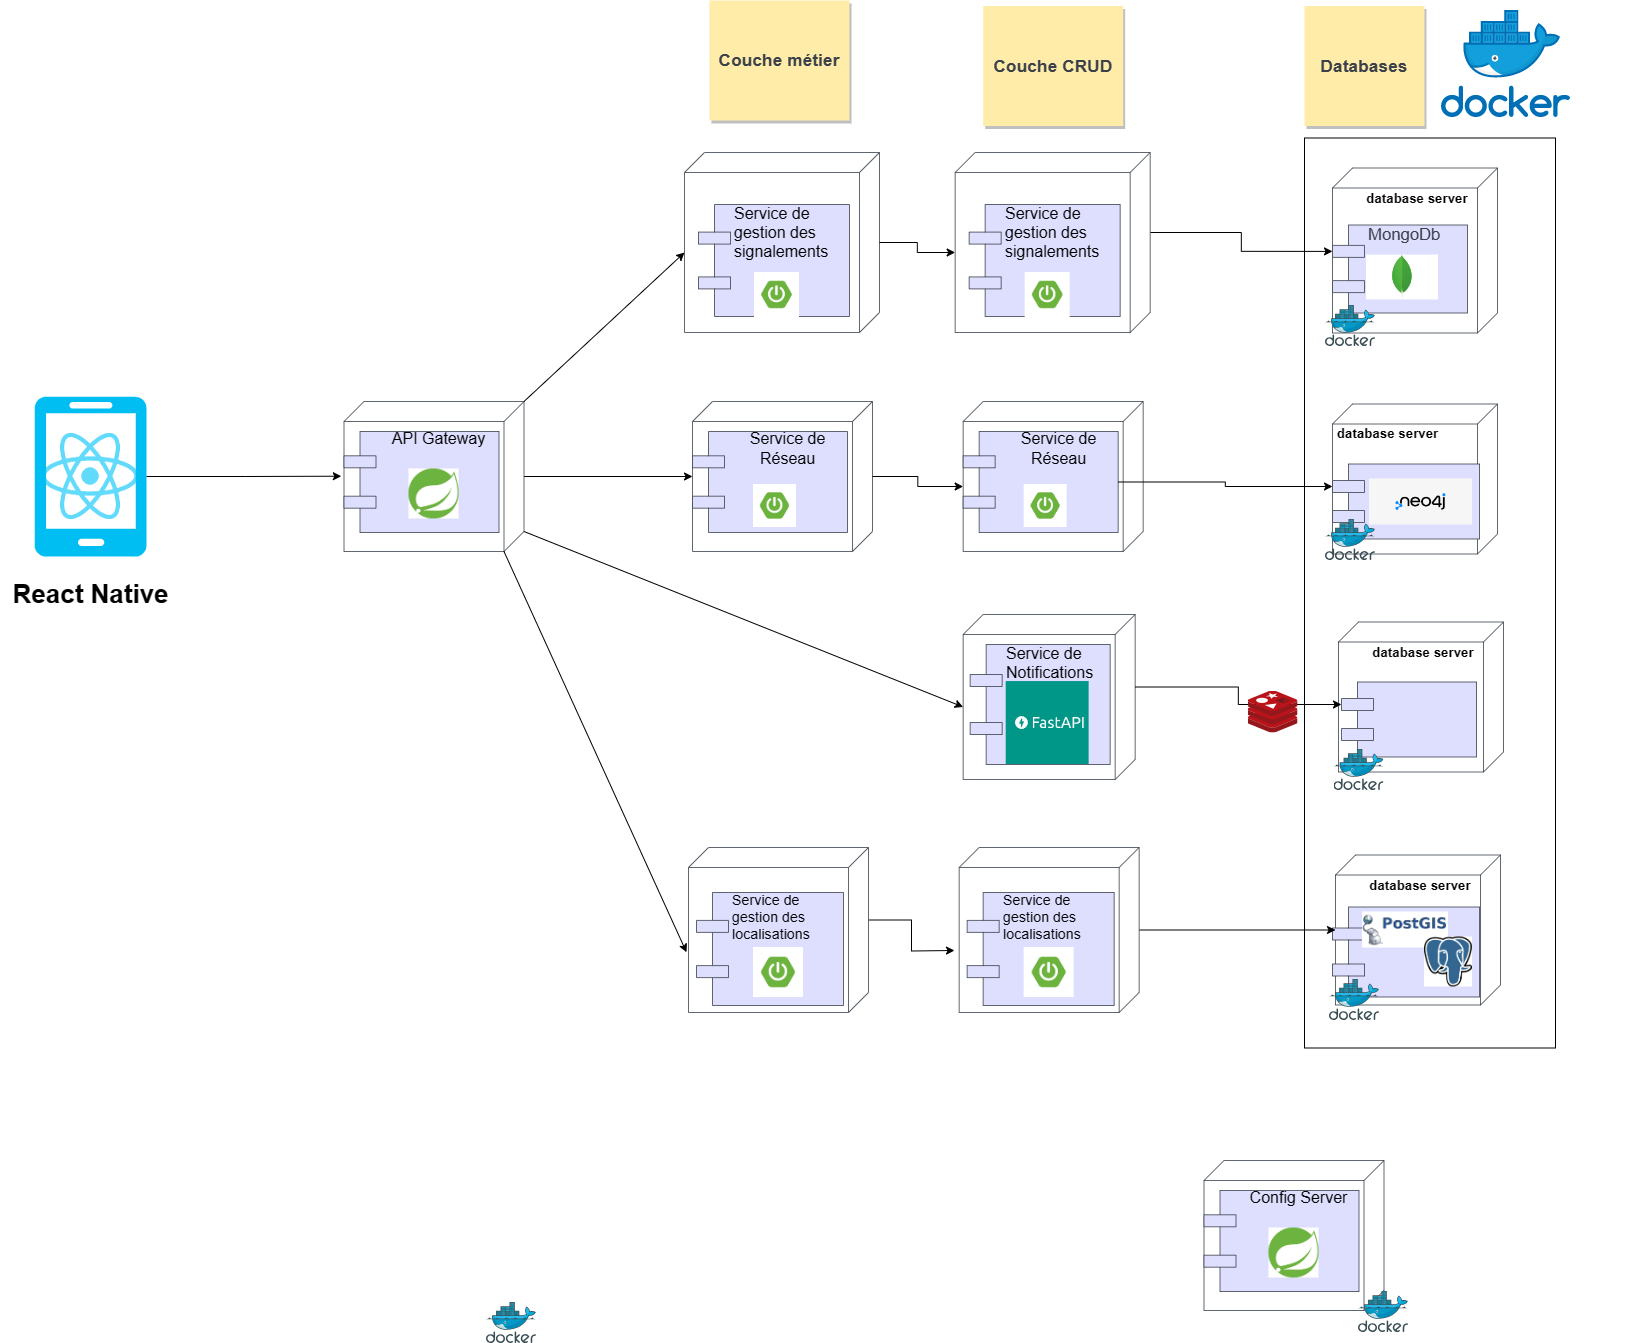 Couche métier
Couche CRUD
Databases
docker
Service de
gestion des
signalements
Service de
gestion des
signalements
database server
MongoDb
docker
API Gateway
Service de
Réseau
Service de
Réseau
database server
neo4j
docker
React Native
Service de
Notifications
FastAPI
database server
docker
Service de
gestion des
localisations
Service de
gestion des
localisations
database server
PostGIS
docker
Config Server
docker
docker